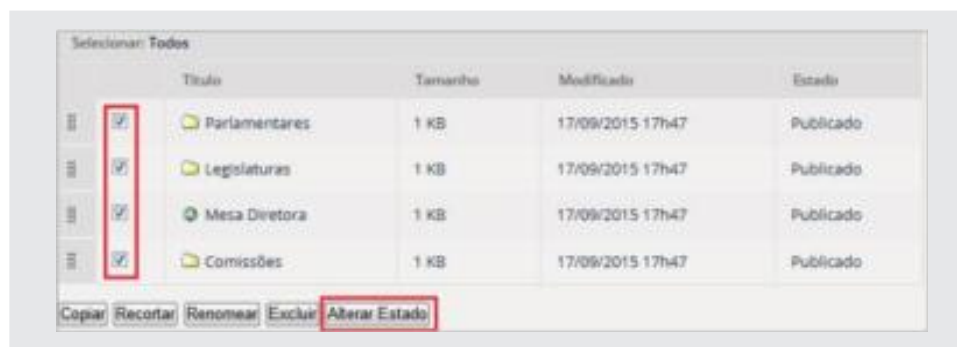 Selecionar: Todos
Título Tamanho Modificado Estado
Parlamentares 1 KB 17/09/2015 17h47 Publicado
Legislaturas 1 KB 17/09/2015 17h47 Publicado
Mesa Diretora 1 KB 17/09/2015 17h47 Publicado
Comissões 1 KB 17/09/2015 17h47 Publicado
Copiar Recortar Renomear Excluir Alterar Estado